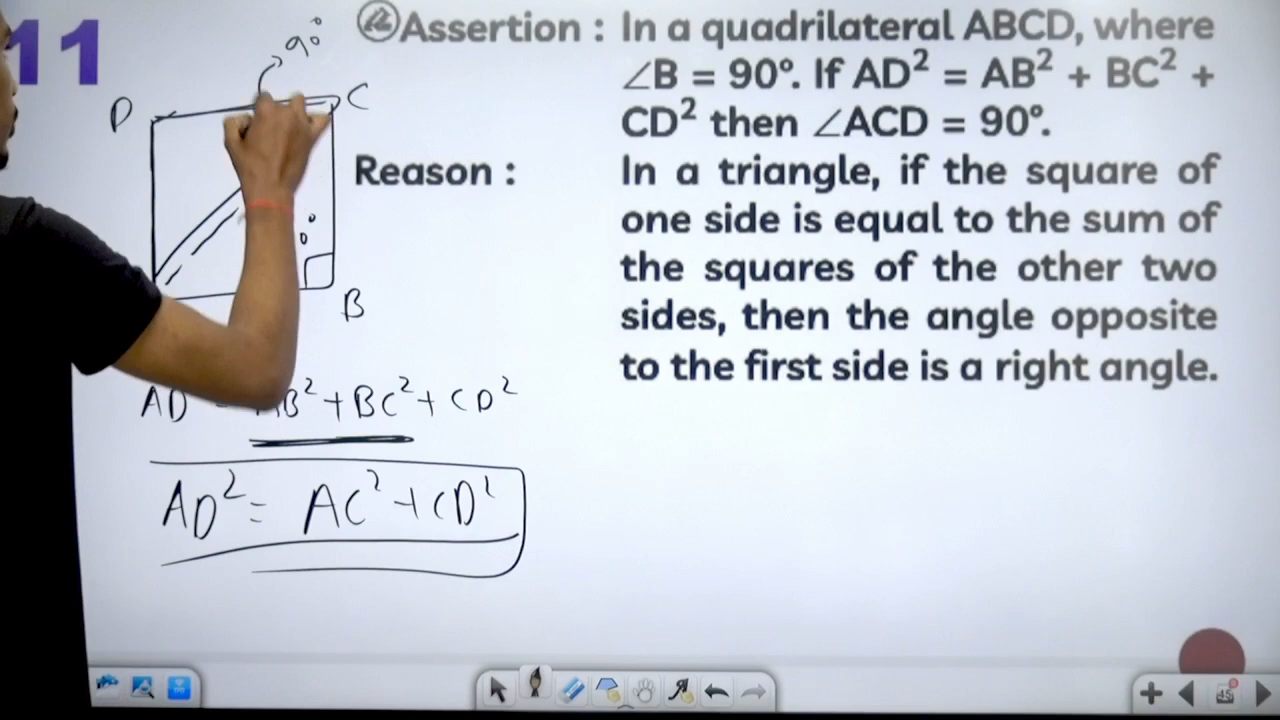 11
Assertion : In a quadrilateral ABCD, where
∠B = 90°. If AD² = AB² + BC² +
CD² then ∠ACD = 90°.
Reason : In a triangle, if the square of
one side is equal to the sum of
the squares of the other two
sides, then the angle opposite
to the first side is a right angle.
90°
D
C
B
AD B² + BC² + CD²
AD² = AC² + CD²
45